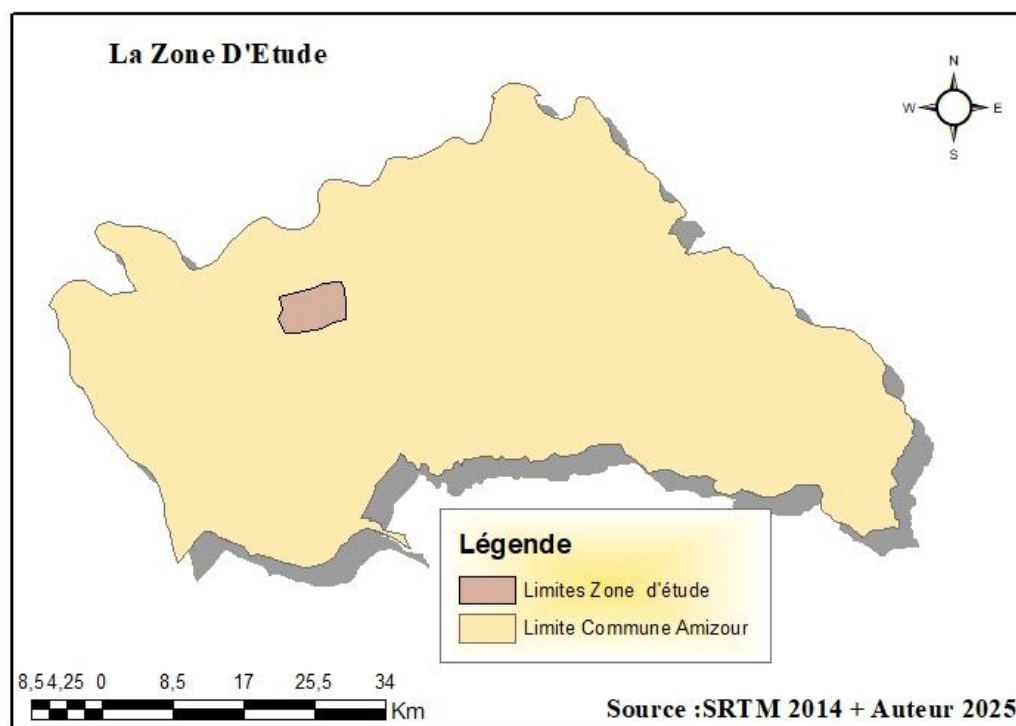 La Zone D'Etude
N
W E
S
Légende
Limites Zone d'étude
Limite Commune Amizour
8,5 4,25 0 8,5 17 25,5 34
Km
Source :SRTM 2014 + Auteur 2025